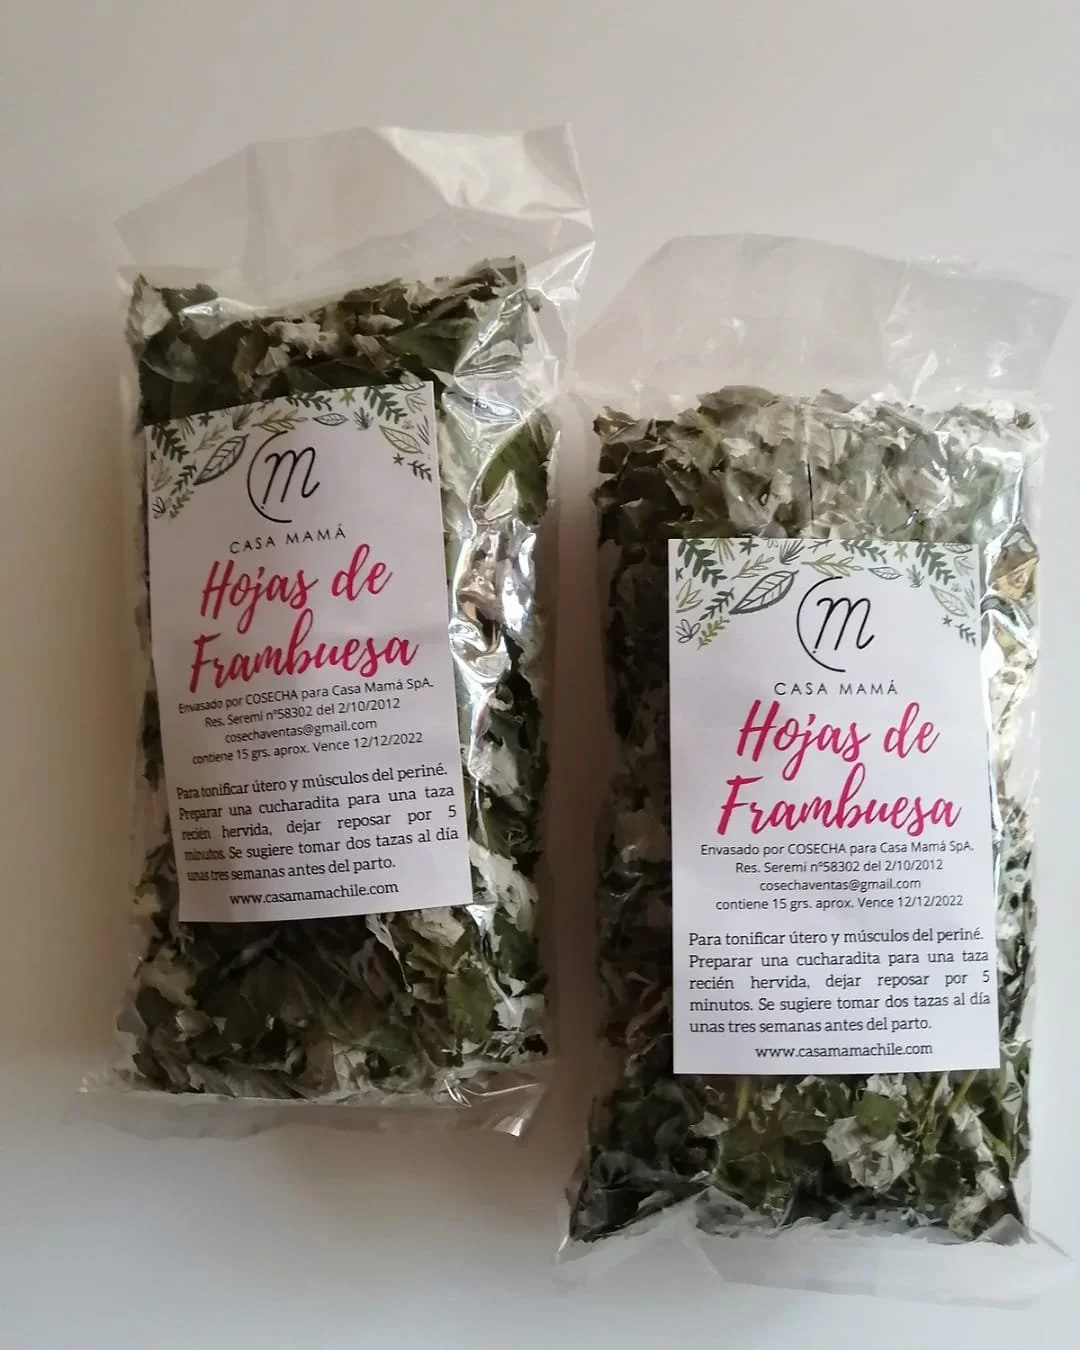 m
CASA MAMÁ
Hojas de
Frambuesa
Envasado por COSECHA para Casa Mamá SpA.
Res. Seremi nº58302 del 2/10/2012
cosechaventas@gmail.com
contiene 15 grs. aprox. Vence 12/12/2022
Para tonificar útero y músculos del periné.
Preparar una cucharadita para una taza
recién hervida, dejar reposar por 5
minutos. Se sugiere tomar dos tazas al día
unas tres semanas antes del parto.
www.casamamachile.com
m
CASA MAMÁ
Hojas de
Frambuesa
Envasado por COSECHA para Casa Mamá SpA.
Res. Seremi nº58302 del 2/10/2012
cosechaventas@gmail.com
contiene 15 grs. aprox. Vence 12/12/2022
Para tonificar útero y músculos del periné.
Preparar una cucharadita para una taza
recién hervida, dejar reposar por 5
minutos. Se sugiere tomar dos tazas al día
unas tres semanas antes del parto.
www.casamamachile.com